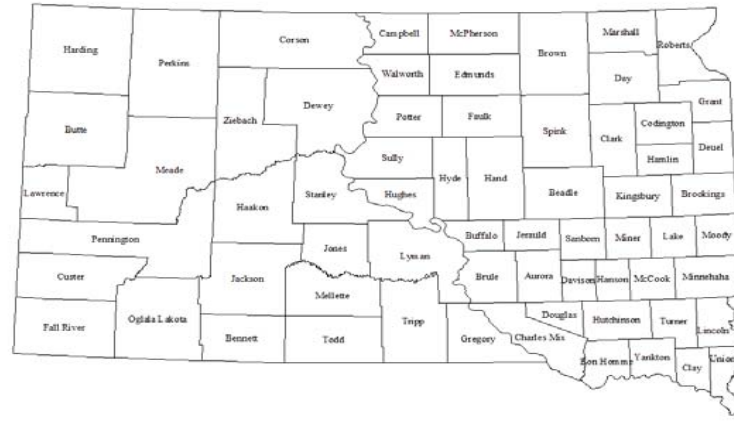 Campbell
McPherson
Marshall
Roberts
Harding
Corson
Perkins
Brown
Walworth
Edmunds
Day
Dewey
Grant
Ziebach
Potter
Faulk
Codington
Butte
Spink
Clark
Deuel
Sully
Hamlin
Meade
Hyde
Hand
Lawrence
Stanley
Hughes
Beadle
Kingsbury
Brookings
Haakon
Buffalo
Jerauld
Sanborn
Miner
Lake
Moody
Pennington
Jones
Lyman
Custer
Jackson
Brule
Aurora
Davison
Hanson
McCook
Minnehaha
Mellette
Douglas
Hutchinson
Turner
Fall River
Oglala Lakota
Tripp
Lincoln
Bennett
Todd
Gregory
Charles Mix
Bon Homme
Yankton
Clay
Union